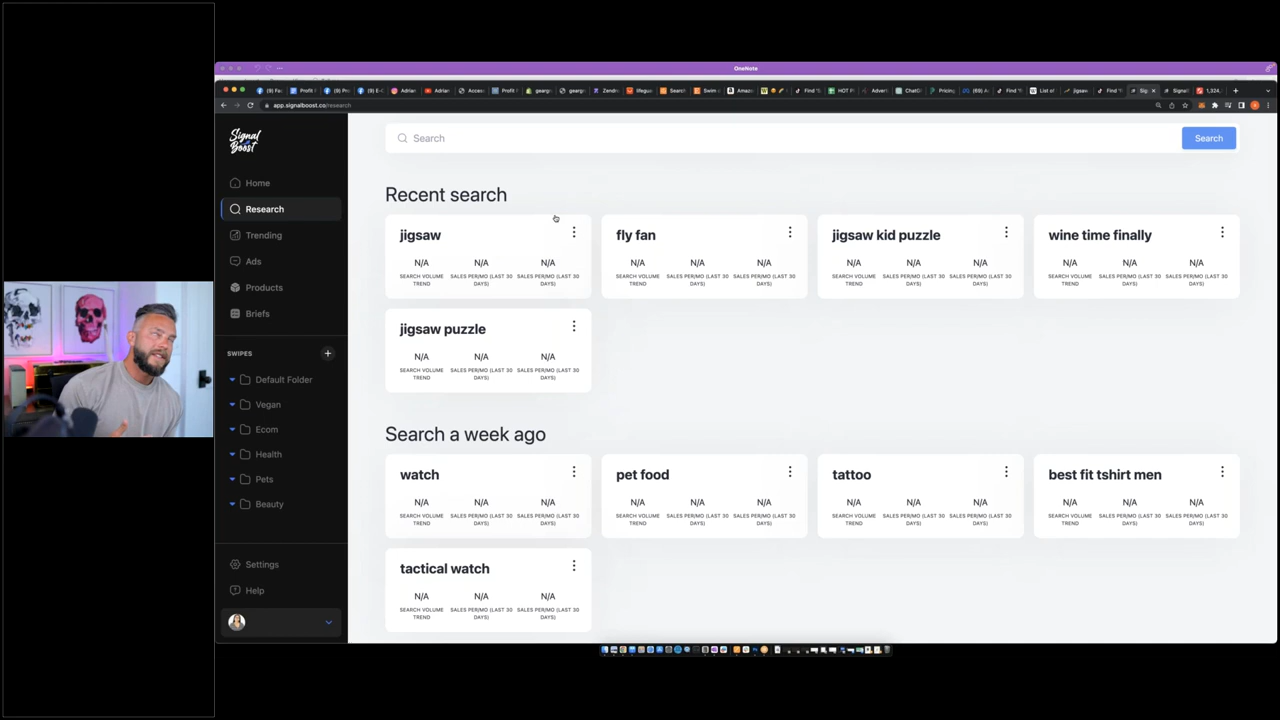 OneNote
app.signalboost.co/research
Signal
Boost
Search
Search
Home
Research
Trending
Ads
Products
Briefs
SWIPES
Default Folder
Vegan
Ecom
Health
Pets
Beauty
Settings
Help
Recent search
jigsaw
N/A N/A N/A
SEARCH VOLUME SALES PER/MO (LAST 30 SALES PER/MO (LAST 30
TREND DAYS) DAYS)
fly fan
N/A N/A N/A
SEARCH VOLUME SALES PER/MO (LAST 30 SALES PER/MO (LAST 30
TREND DAYS) DAYS)
jigsaw kid puzzle
N/A N/A N/A
SEARCH VOLUME SALES PER/MO (LAST 30 SALES PER/MO (LAST 30
TREND DAYS) DAYS)
wine time finally
N/A N/A N/A
SEARCH VOLUME SALES PER/MO (LAST 30 SALES PER/MO (LAST 30
TREND DAYS) DAYS)
jigsaw puzzle
N/A N/A N/A
SEARCH VOLUME SALES PER/MO (LAST 30 SALES PER/MO (LAST 30
TREND DAYS) DAYS)
Search a week ago
watch
N/A N/A N/A
SEARCH VOLUME SALES PER/MO (LAST 30 SALES PER/MO (LAST 30
TREND DAYS) DAYS)
pet food
N/A N/A N/A
SEARCH VOLUME SALES PER/MO (LAST 30 SALES PER/MO (LAST 30
TREND DAYS) DAYS)
tattoo
N/A N/A N/A
SEARCH VOLUME SALES PER/MO (LAST 30 SALES PER/MO (LAST 30
TREND DAYS) DAYS)
best fit tshirt men
N/A N/A N/A
SEARCH VOLUME SALES PER/MO (LAST 30 SALES PER/MO (LAST 30
TREND DAYS) DAYS)
tactical watch
N/A N/A N/A
SEARCH VOLUME SALES PER/MO (LAST 30 SALES PER/MO (LAST 30
TREND DAYS) DAYS)